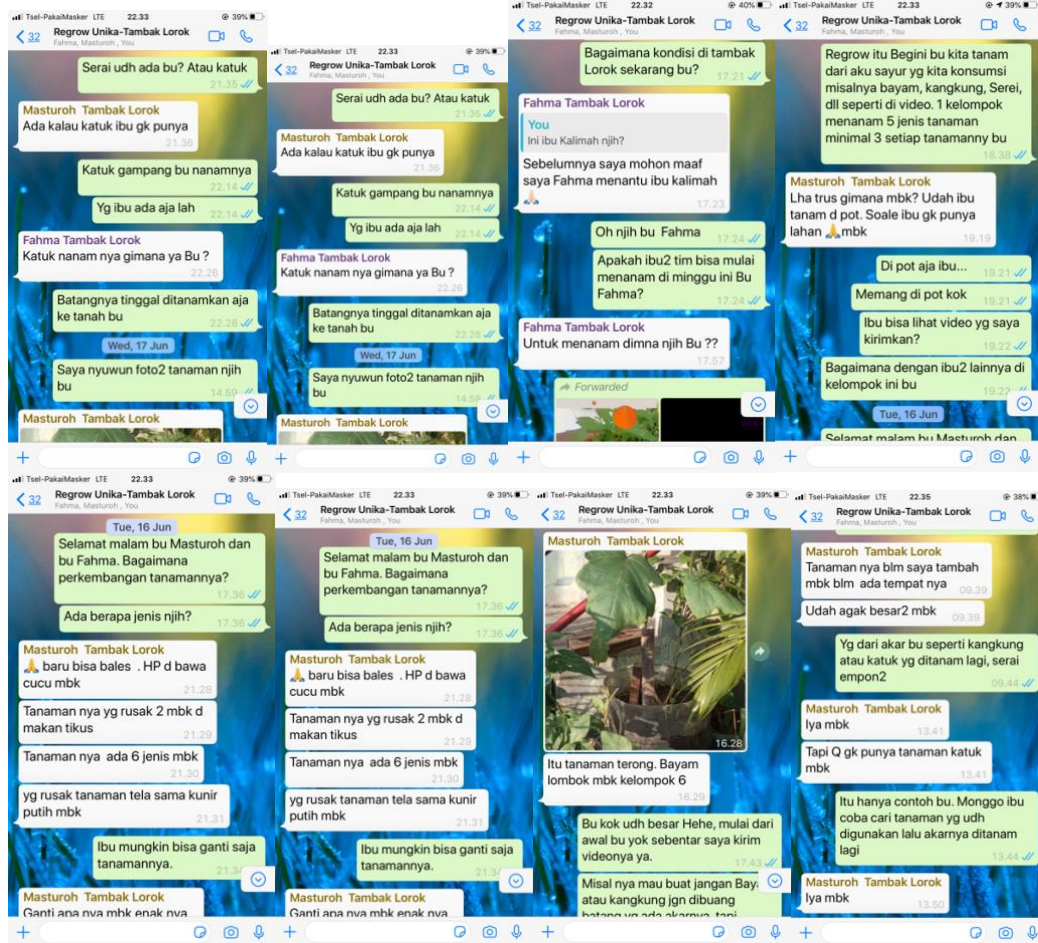 Tsel-PakaiMasker LTE 22.33 39%
32 Regrow Unika-Tambak Lorok
Fahma, Masturoh , You
Serai udh ada bu? Atau katuk
21.35
Masturoh Tambak Lorok
Ada kalau katuk ibu gk punya
21.36
Katuk gampang bu nanamnya
22.14
Yg ibu ada aja lah
22.14
Fahma Tambak Lorok
Katuk nanam nya gimana ya Bu ?
22.26
Batangnya tinggal ditanamkan aja
ke tanah bu
22.28
Wed, 17 Jun
Saya nyuwun foto2 tanaman njih
bu
14.59
Masturoh Tambak Lorok
Tsel-PakaiMasker LTE 22.33 39%
32 Regrow Unika-Tambak Lorok
Fahma, Masturoh , You
Serai udh ada bu? Atau katuk
21.35
Masturoh Tambak Lorok
Ada kalau katuk ibu gk punya
21.36
Katuk gampang bu nanamnya
22.14
Yg ibu ada aja lah
22.14
Fahma Tambak Lorok
Katuk nanam nya gimana ya Bu ?
22.26
Batangnya tinggal ditanamkan aja
ke tanah bu
22.28
Wed, 17 Jun
Saya nyuwun foto2 tanaman njih
bu
14.59
Masturoh Tambak Lorok
Tsel-PakaiMasker LTE 22.32 40%
32 Regrow Unika-Tambak Lorok
Fahma, Masturoh , You
Bagaimana kondisi di tambak
Lorok sekarang bu?
17.21
Fahma Tambak Lorok
You
Ini ibu Kalimah njih?
Sebelumnya saya mohon maaf
saya Fahma menantu ibu kalimah
🙏
17.23
Oh njih bu Fahma
17.24
Apakah ibu2 tim bisa mulai
menanam di minggu ini Bu
Fahma?
17.24
Fahma Tambak Lorok
Untuk menanam dimna njih Bu ??
17.57
Forwarded
Tsel-PakaiMasker LTE 22.33 39%
32 Regrow Unika-Tambak Lorok
Fahma, Masturoh , You
Regrow itu Begini bu kita tanam
dari aku sayur yg kita konsumsi
misalnya bayam, kangkung, Serei,
dll seperti di video. 1 kelompok
menanam 5 jenis tanaman
minimal 3 setiap tanamanny bu
18.38
Masturoh Tambak Lorok
Lha trus gimana mbk? Udah ibu
tanam d pot. Soale ibu gk punya
lahan 🙏mbk
19.19
Di pot aja ibu...
19.21
Memang di pot kok
19.21
Ibu bisa lihat video yg saya
kirimkan?
19.22
Bagaimana dengan ibu2 lainnya di
kelompok ini bu
19.22
Tue, 16 Jun
Selamat malam bu Masturoh dan
Tsel-PakaiMasker LTE 22.33 39%
32 Regrow Unika-Tambak Lorok
Fahma, Masturoh , You
Tue, 16 Jun
Selamat malam bu Masturoh dan
bu Fahma. Bagaimana
perkembangan tanamannya?
17.36
Ada berapa jenis njih?
17.36
Masturoh Tambak Lorok
🙏 baru bisa bales . HP d bawa
cucu mbk
21.28
Tanaman nya yg rusak 2 mbk d
makan tikus
21.29
Tanaman nya ada 6 jenis mbk
21.30
yg rusak tanaman tela sama kunir
putih mbk
21.31
Ibu mungkin bisa ganti saja
tanamannya.
Masturoh Tambak Lorok
Ganti apa nya mbk enak nya
Tsel-PakaiMasker LTE 22.33 39%
32 Regrow Unika-Tambak Lorok
Fahma, Masturoh , You
Tue, 16 Jun
Selamat malam bu Masturoh dan
bu Fahma. Bagaimana
perkembangan tanamannya?
17.36
Ada berapa jenis njih?
17.36
Masturoh Tambak Lorok
🙏 baru bisa bales . HP d bawa
cucu mbk
21.28
Tanaman nya yg rusak 2 mbk d
makan tikus
21.29
Tanaman nya ada 6 jenis mbk
21.30
yg rusak tanaman tela sama kunir
putih mbk
21.31
Ibu mungkin bisa ganti saja
tanamannya.
Masturoh Tambak Lorok
Ganti apa nya mbk enak nya
Tsel-PakaiMasker LTE 22.33 39%
32 Regrow Unika-Tambak Lorok
Fahma, Masturoh , You
Masturoh Tambak Lorok
16.28
Itu tanaman terong. Bayam
lombok mbk kelompok 6
16.29
Bu kok udh besar Hehe, mulai dari
awal bu yok sebentar saya kirim
videonya ya.
17.43
Misal nya mau buat jangan
atau kangkung jgn dibuang
batang yg ada akarnya, tapi
Tsel-PakaiMasker LTE 22.35 38%
32 Regrow Unika-Tambak Lorok
Fahma, Masturoh , You
Masturoh Tambak Lorok
Tanaman nya blm saya tambah
mbk blm ada tempat nya
09.39
Udah agak besar2 mbk
09.39
Yg dari akar bu seperti kangkung
atau katuk yg ditanam lagi, serai
empon2
09.44
Masturoh Tambak Lorok
Iya mbk
13.41
Tapi Q gk punya tanaman katuk
mbk
13.41
Itu hanya contoh bu. Monggo ibu
coba cari tanaman yg udh
digunakan lalu akarnya ditanam
lagi
13.44
Masturoh Tambak Lorok
Iya mbk
13.50